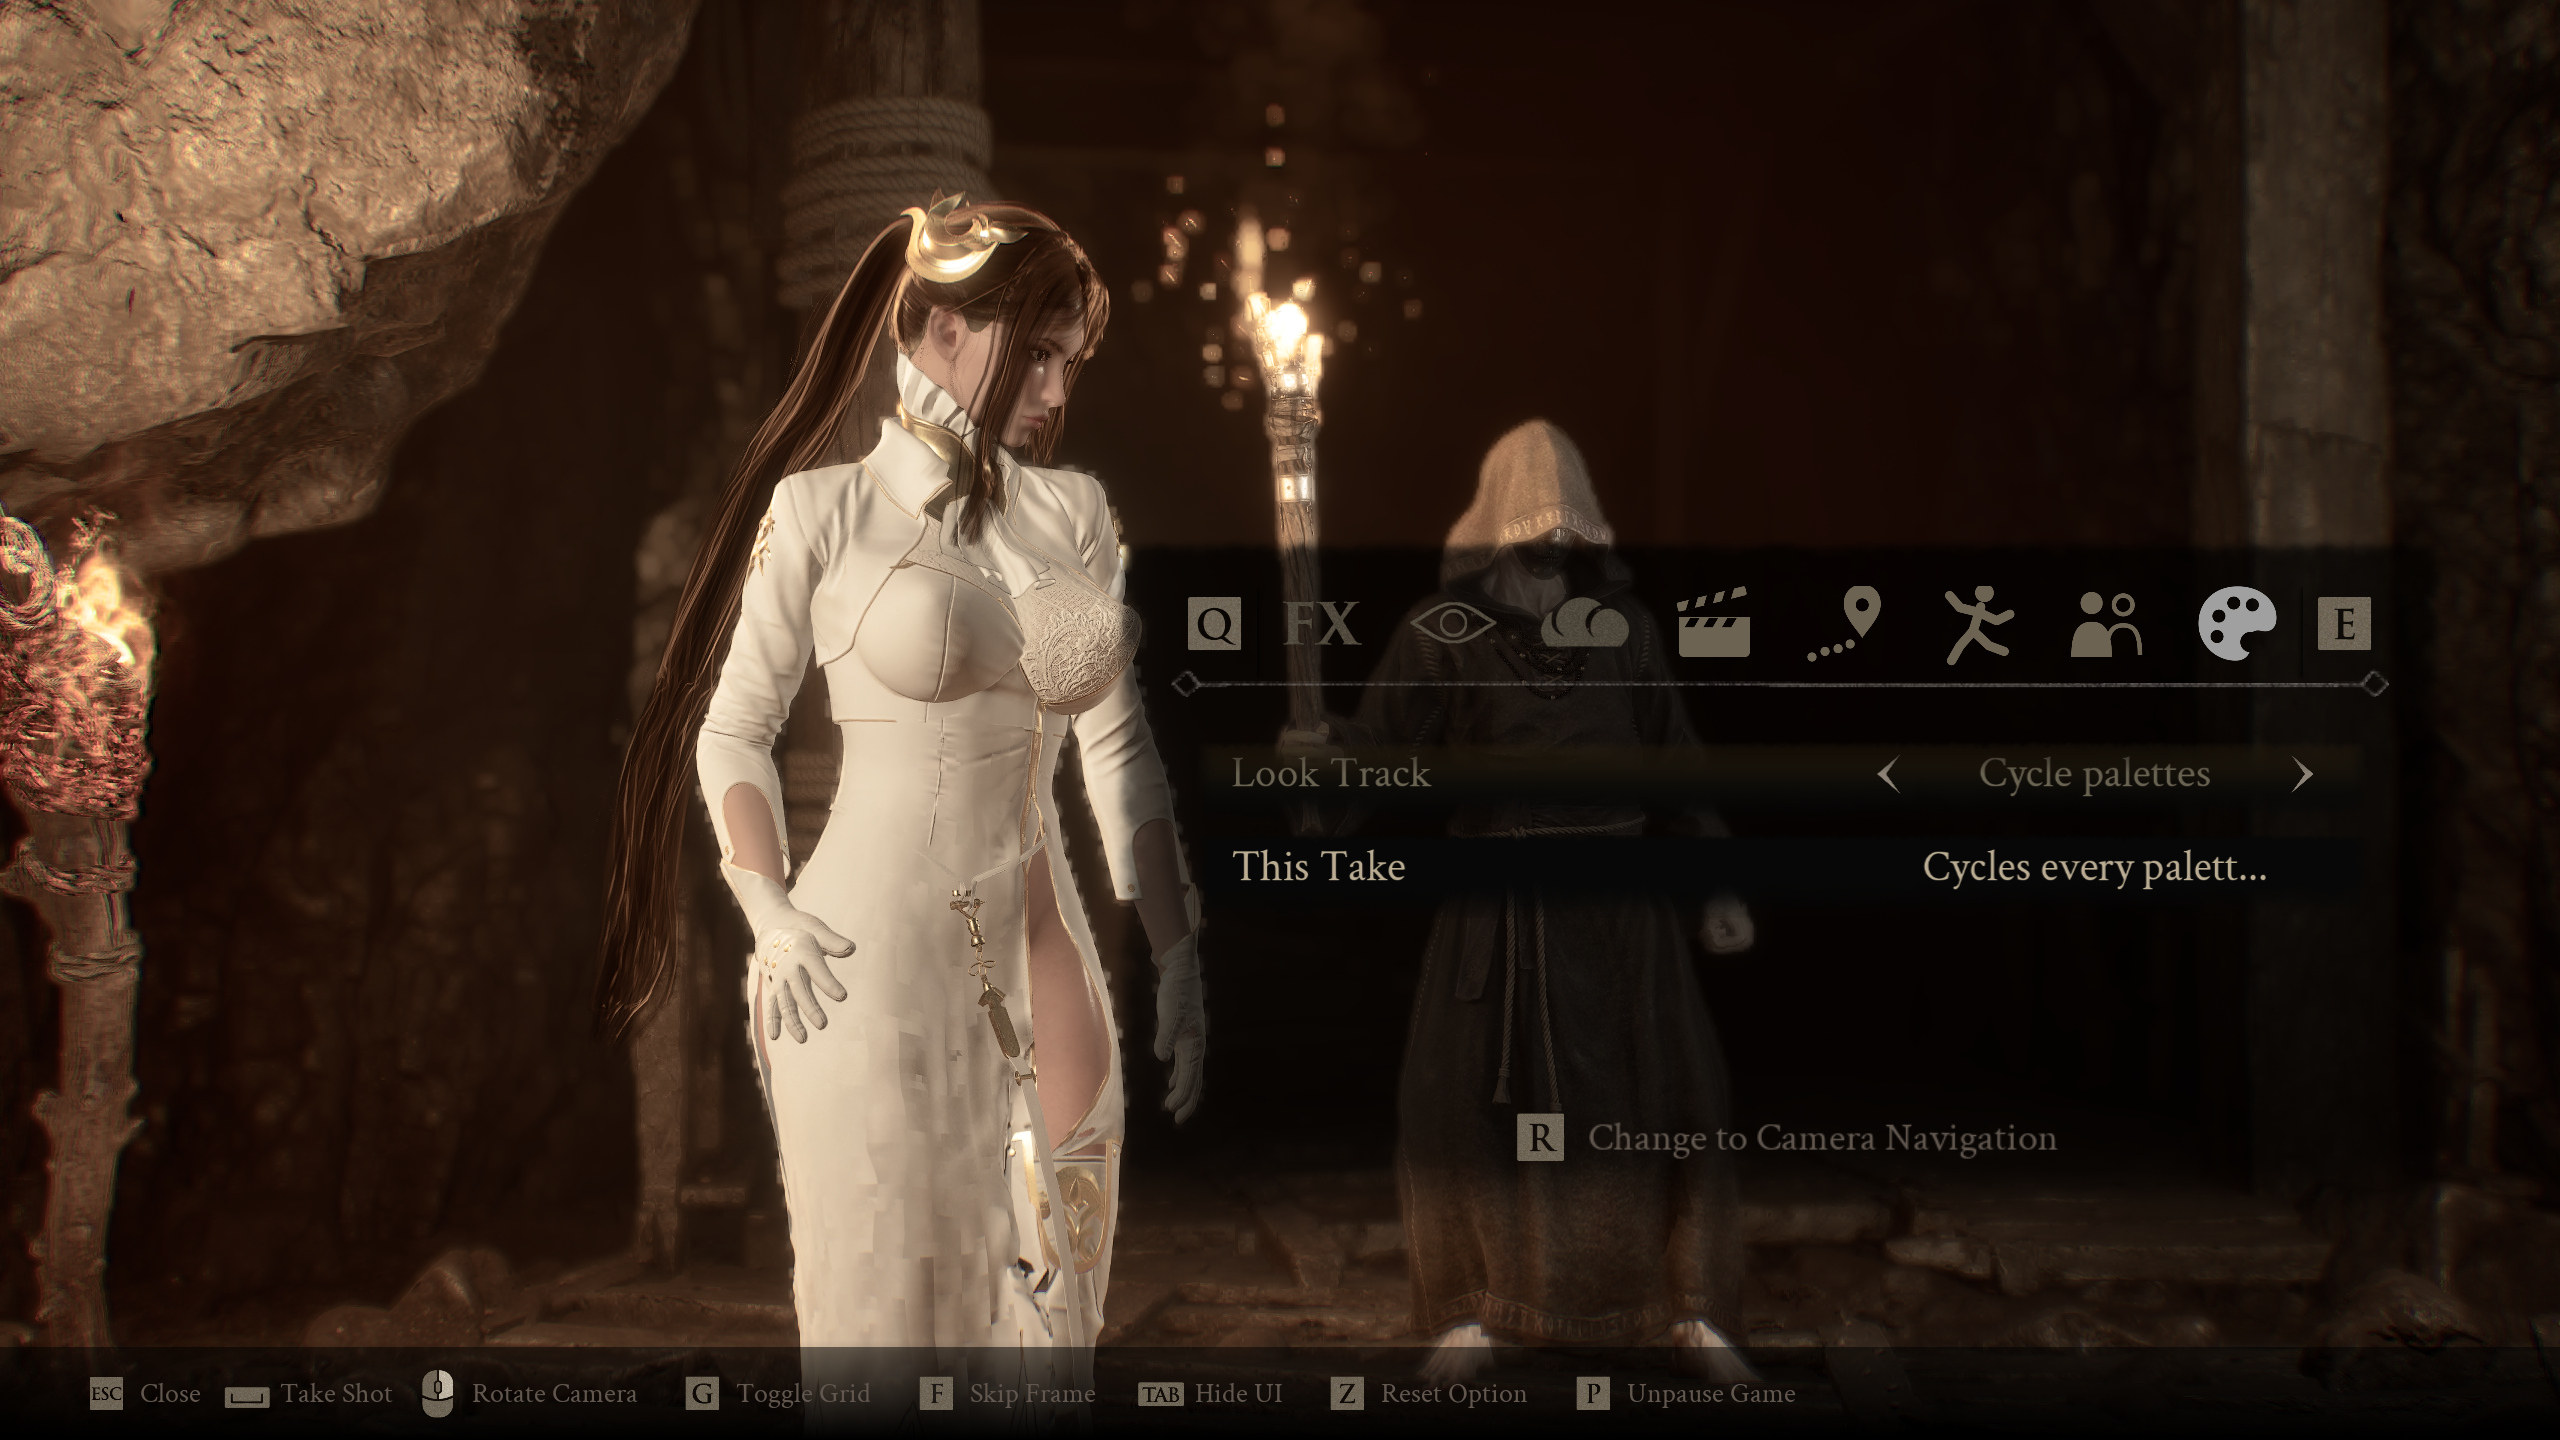 Q FX E
Look Track Cycle palettes
This Take Cycles every palett...
R Change to Camera Navigation
ESC Close Take Shot Rotate Camera G Toggle Grid F Skip Frame TAB Hide UI Z Reset Option P Unpause Game